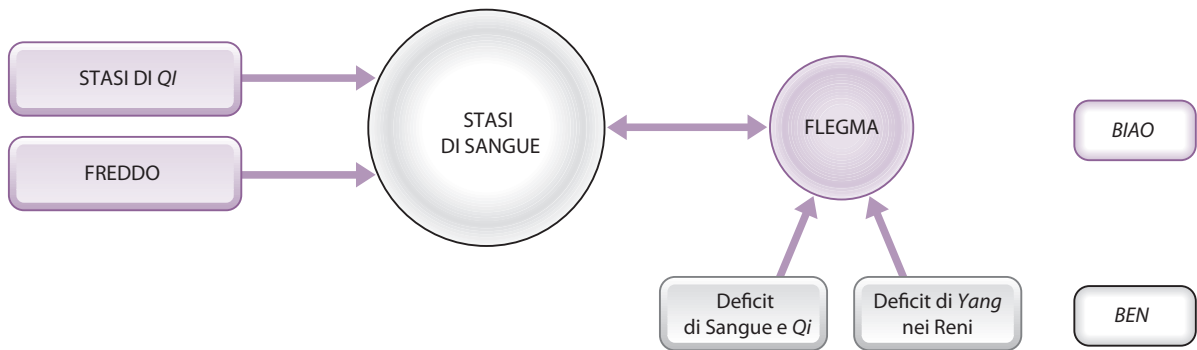 STASI DI QI
FREDDO
STASI
DI SANGUE
FLEGMA
BIAO
Deficit
di Sangue e Qi
Deficit di Yang
nei Reni
BEN